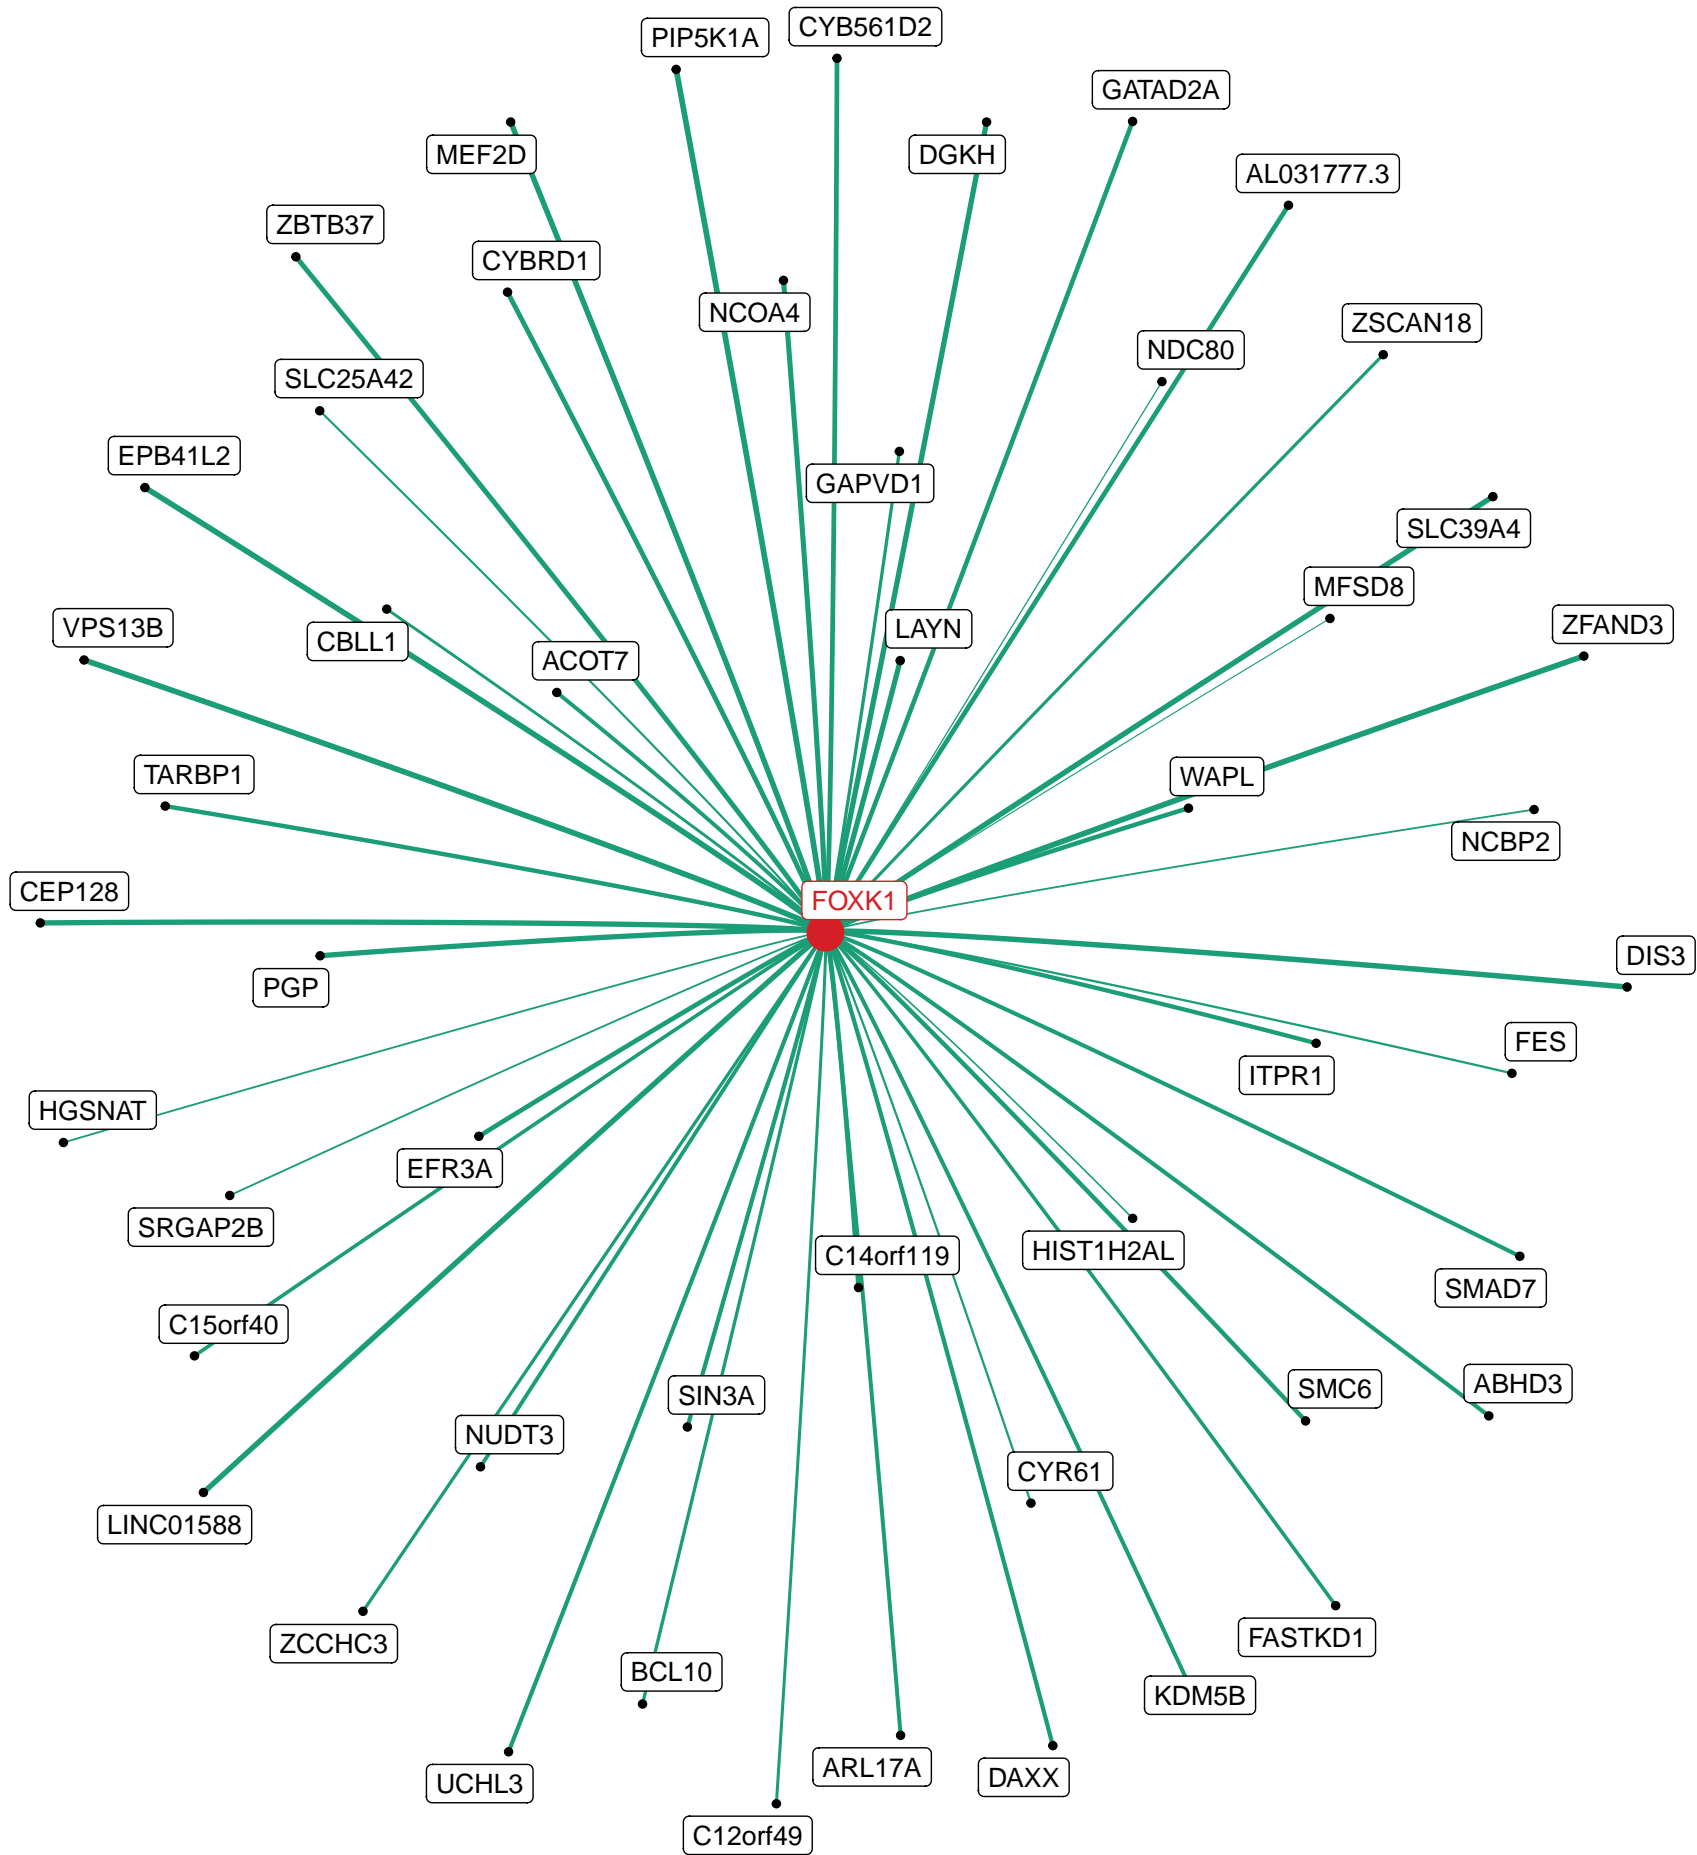 CYB561D2
PIP5K1A
GATAD2A
MEF2D
DGKH
AL031777.3
ZBTB37
CYBRD1
NCOA4
ZSCAN18
NDC80
SLC25A42
EPB41L2
GAPVD1
SLC39A4
MFSD8
ZFAND3
VPS13B
LAYN
CBLL1
ACOT7
TARBP1
WAPL
NCBP2
CEP128
FOXK1
DIS3
PGP
FES
ITPR1
HGSNAT
EFR3A
SRGAP2B
HIST1H2AL
C14orf119
SMAD7
C15orf40
ABHD3
SMC6
SIN3A
NUDT3
CYR61
LINC01588
FASTKD1
ZCCHC3
BCL10
KDM5B
ARL17A
DAXX
UCHL3
C12orf49